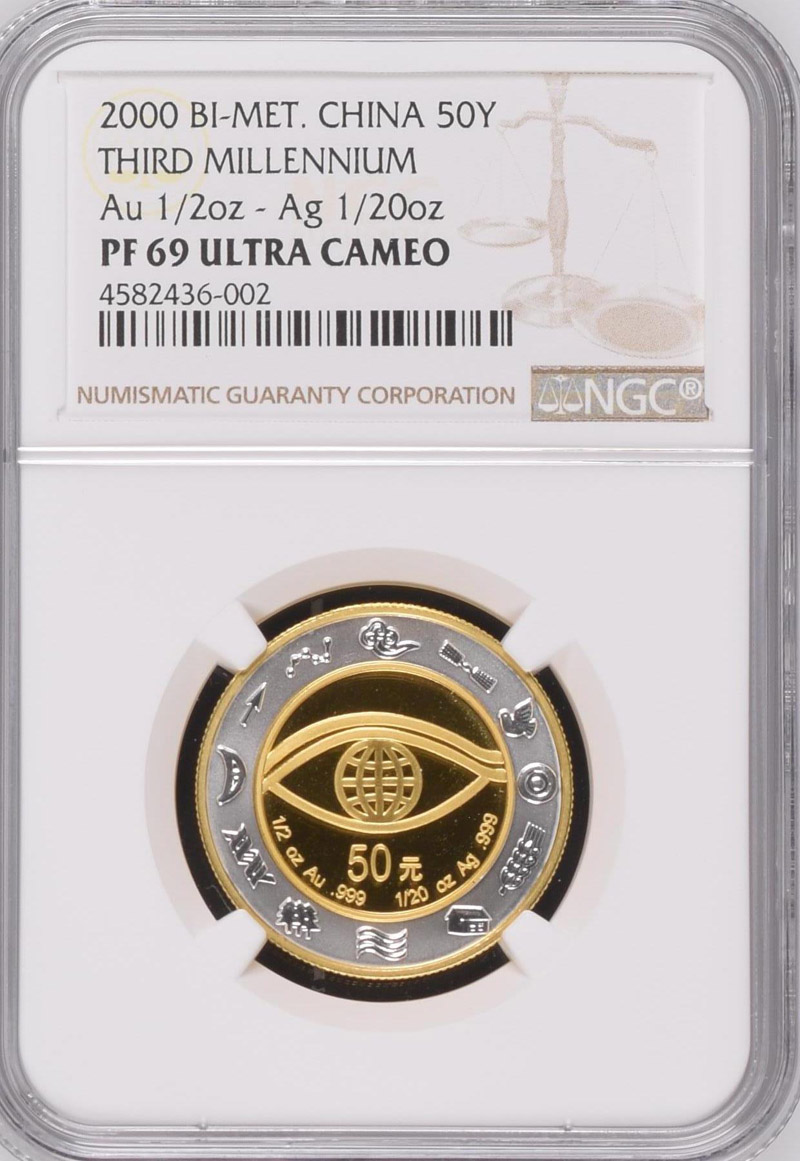 2000 BI-MET. CHINA 50Y
THIRD MILLENNIUM
Au 1/2oz - Ag 1/20oz
PF 69 ULTRA CAMEO
4582436-002
NUMISMATIC GUARANTY CORPORATION
NGC®
50元
1/2 oz Au .999
1/20 oz Ag .999